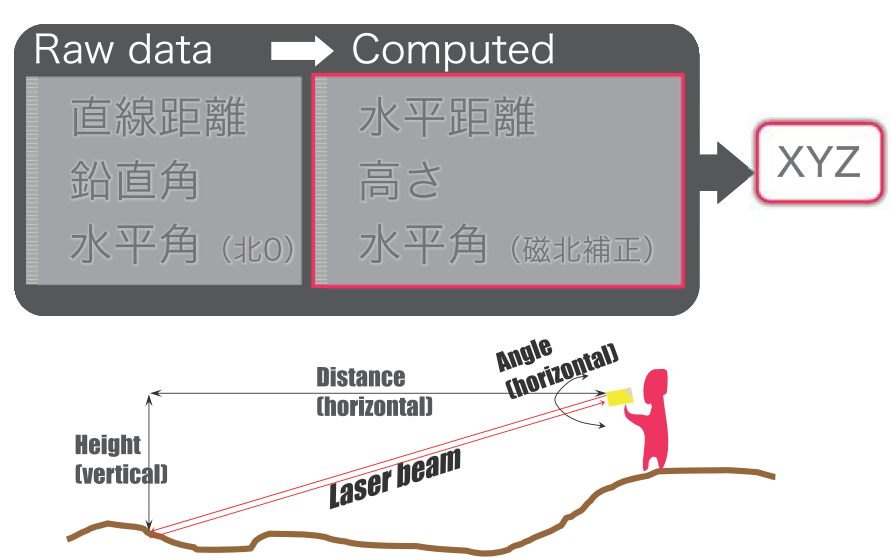 Raw data
Computed
直線距離
鉛直角
水平角（北0）
水平距離
高さ
水平角（磁北補正）
XYZ
Angle
(horizontal)
Distance
(horizontal)
Height
(vertical)
Laser beam